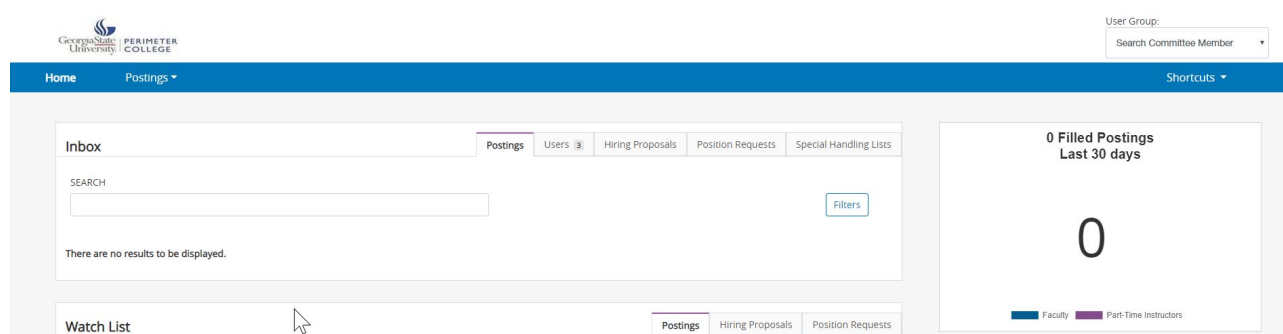 GeorgiaState University. PERIMETER COLLEGE
User Group:
Search Committee Member
Home Postings Shortcuts
Inbox Postings Users 3 Hiring Proposals Position Requests Special Handling Lists
SEARCH
Filters
There are no results to be displayed.
0 Filled Postings
Last 30 days
0
Faculty Part-Time Instructors
Watch List Postings Hiring Proposals Position Requests